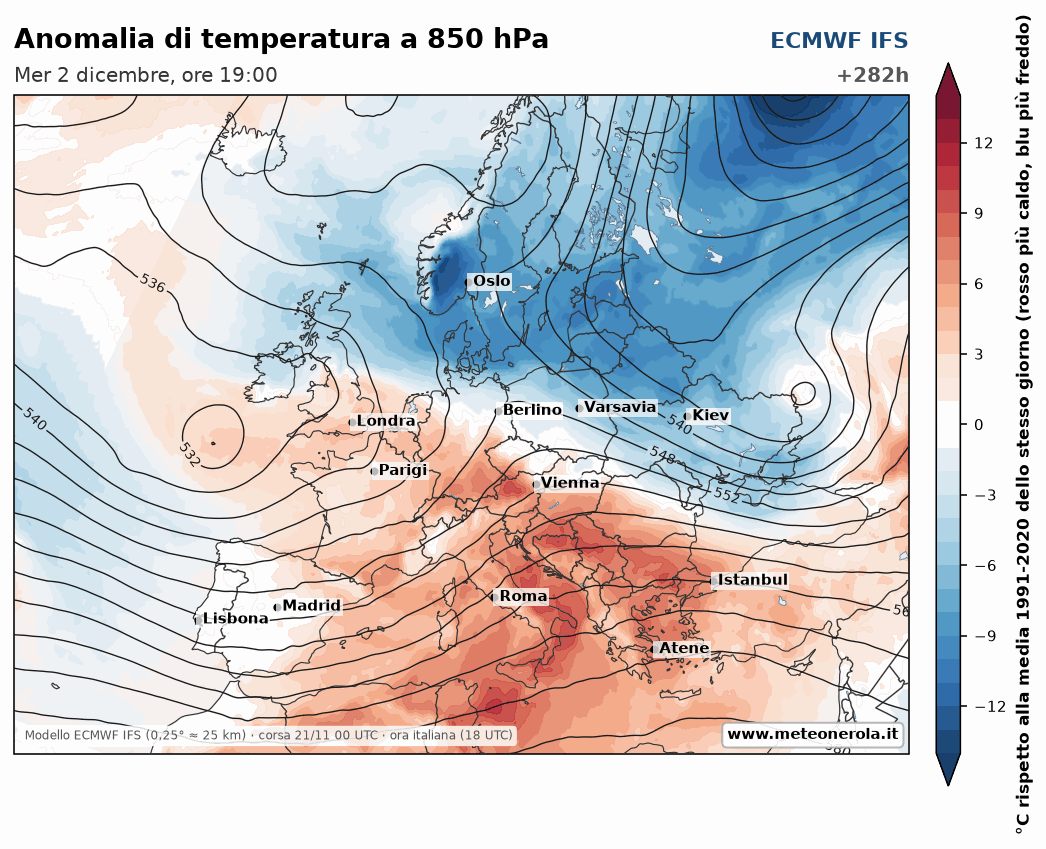 Anomalia di temperatura a 850 hPa
ECMWF IFS
Mer 2 dicembre, ore 19:00
+282h
536
Oslo
540
532
Londra
Berlino
Varsavia
Kiev
540
Parigi
548
Vienna
552
Istanbul
Roma
Madrid
Lisbona
Atene
Modello ECMWF IFS (0,25° ≈ 25 km) · corsa 21/11 00 UTC · ora italiana (18 UTC)
www.meteonerola.it
12
9
6
3
0
−3
−6
−9
−12
°C rispetto alla media 1991-2020 dello stesso giorno (rosso più caldo, blu più freddo)